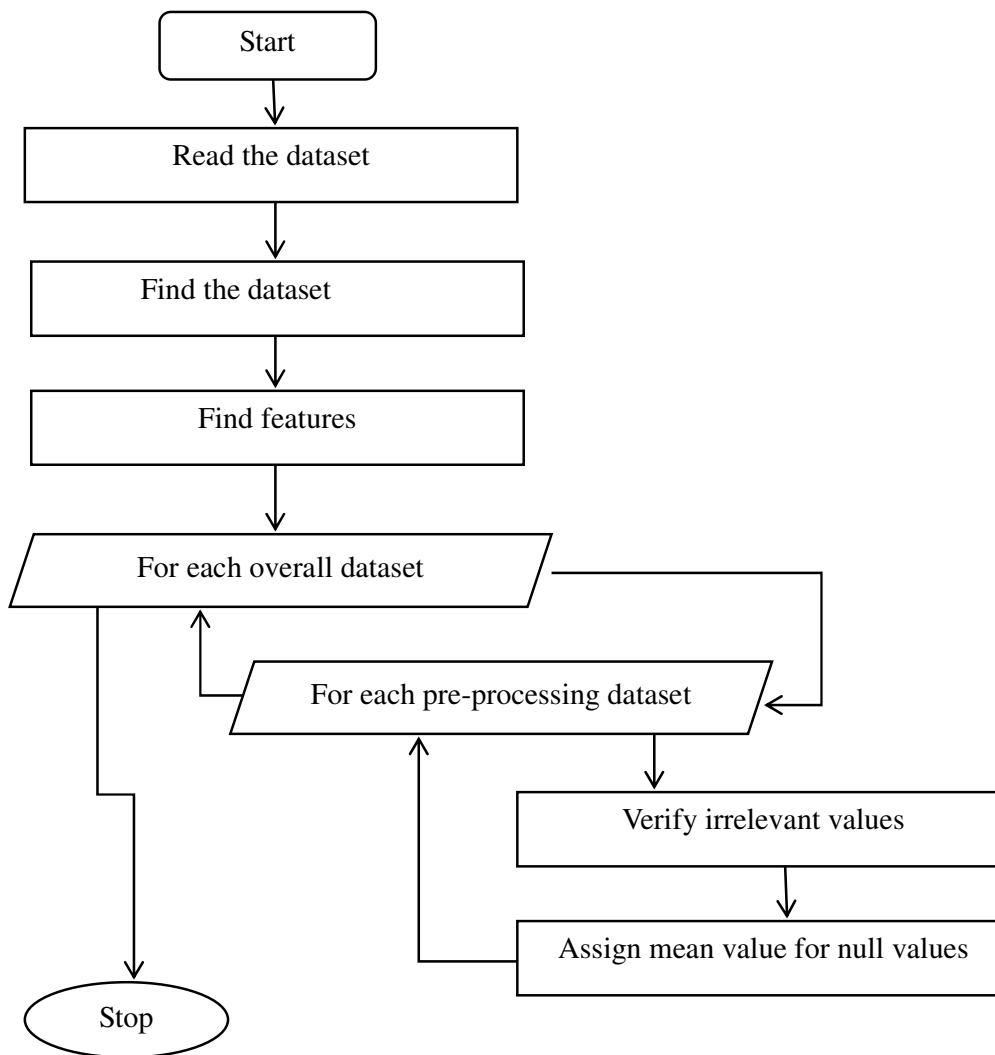 Start
Read the dataset
Find the dataset
Find features
For each overall dataset
For each pre-processing dataset
Verify irrelevant values
Assign mean value for null values
Stop